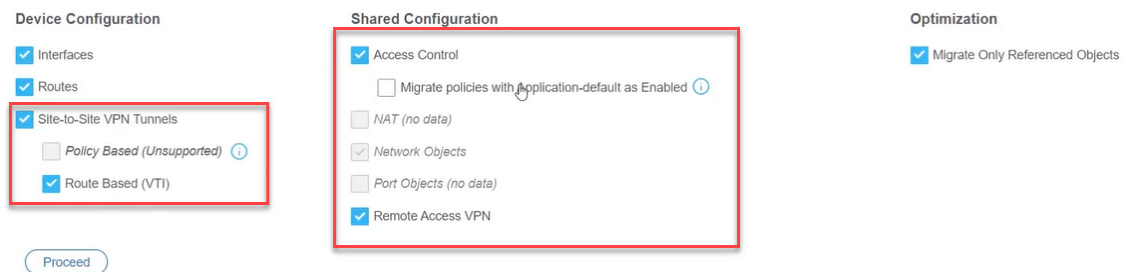 Device Configuration
Interfaces
Routes
Site-to-Site VPN Tunnels
Policy Based (Unsupported)
Route Based (VTI)
Proceed
Shared Configuration
Access Control
Migrate policies with Application-default as Enabled
NAT (no data)
Network Objects
Port Objects (no data)
Remote Access VPN
Optimization
Migrate Only Referenced Objects